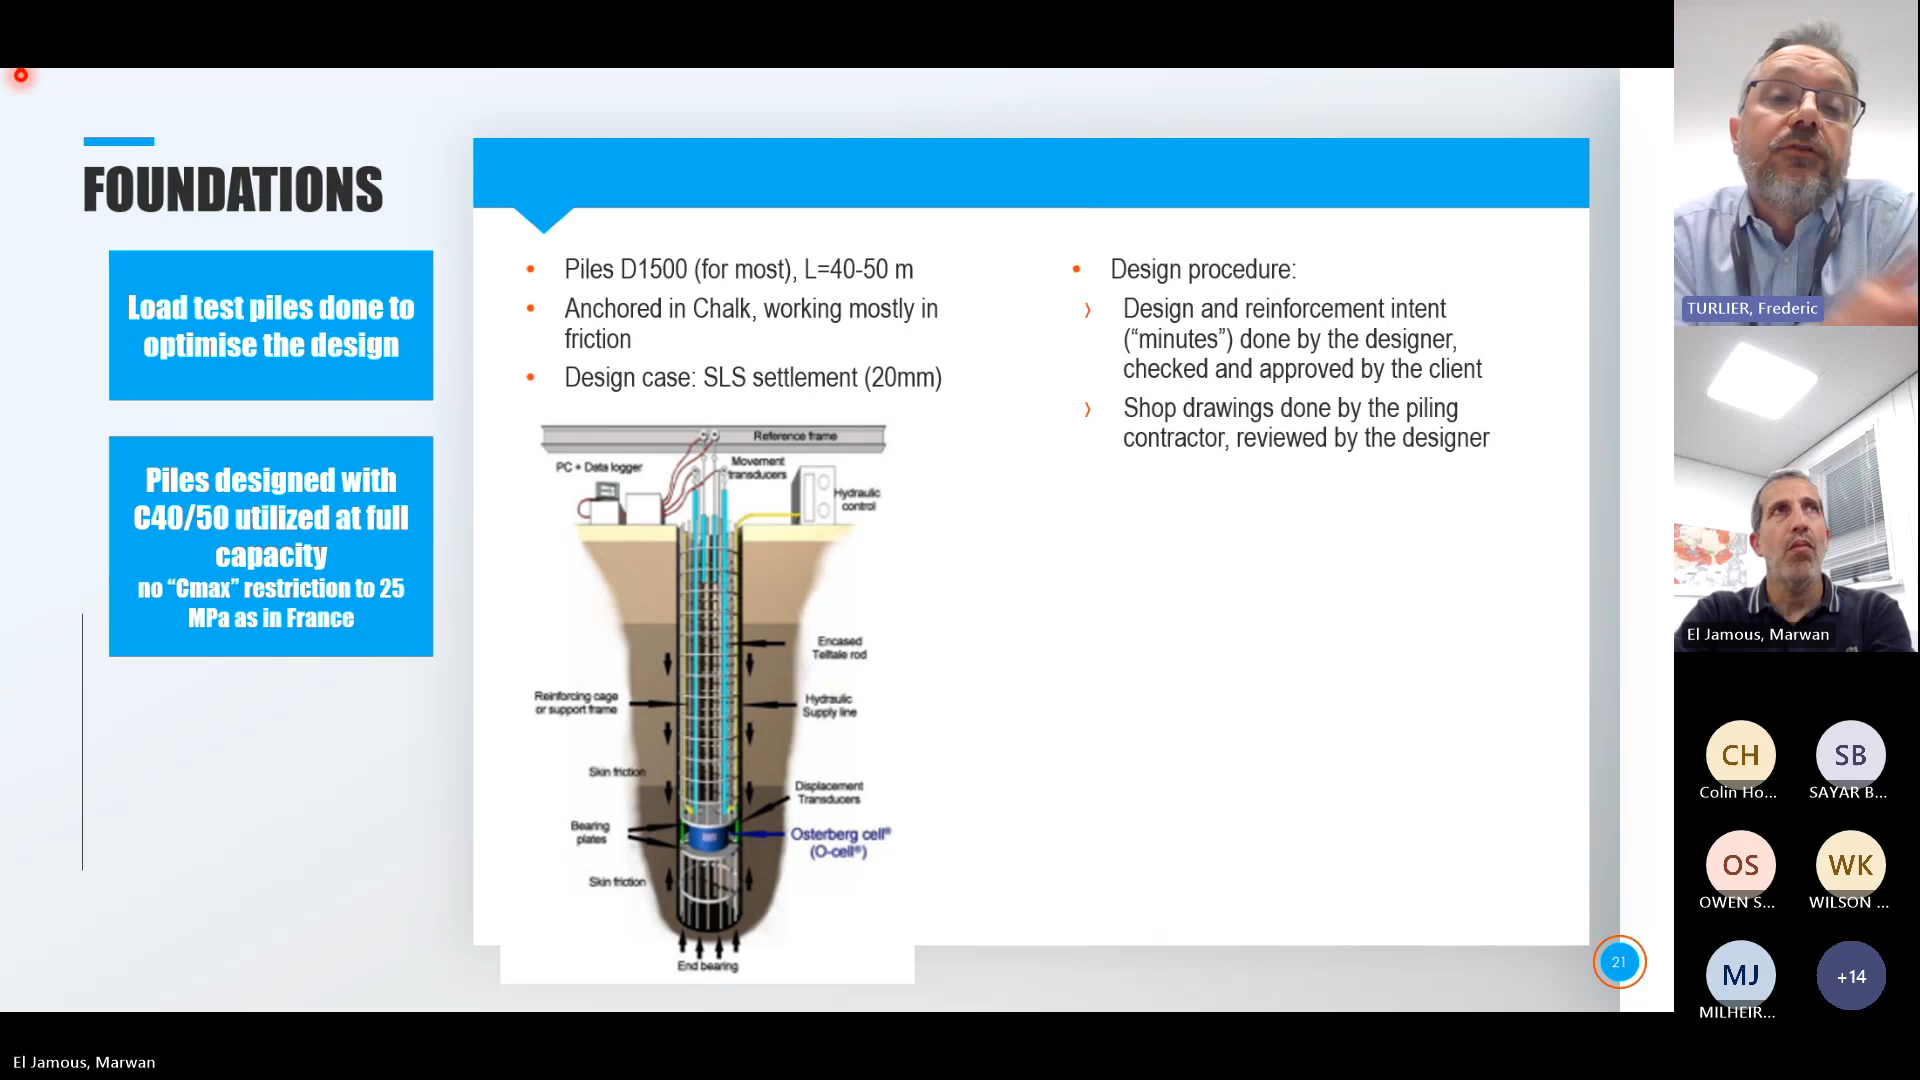 FOUNDATIONS
Load test piles done to
optimise the design
Piles designed with
C40/50 utilized at full
capacity
no “Cmax” restriction to 25
MPa as in France
• Piles D1500 (for most), L=40-50 m
• Anchored in Chalk, working mostly in
friction
• Design case: SLS settlement (20mm)
Reference frame
PC + Data logger
Movement
transducers
Hydraulic
control
Encased
Telltale rod
Reinforcing cage
or support frame
Hydraulic
Supply line
Skin friction
Displacement
Transducers
Bearing
plates
Osterberg cell®
(O-cell®)
Skin friction
End bearing
• Design procedure:
› Design and reinforcement intent
(“minutes”) done by the designer,
checked and approved by the client
› Shop drawings done by the piling
contractor, reviewed by the designer
21
TURLIER, Frederic
El Jamous, Marwan
CH
Colin Ho...
SB
SAYAR B...
OS
OWEN S...
WK
WILSON ...
MJ
MILHEIR...
+14
El Jamous, Marwan